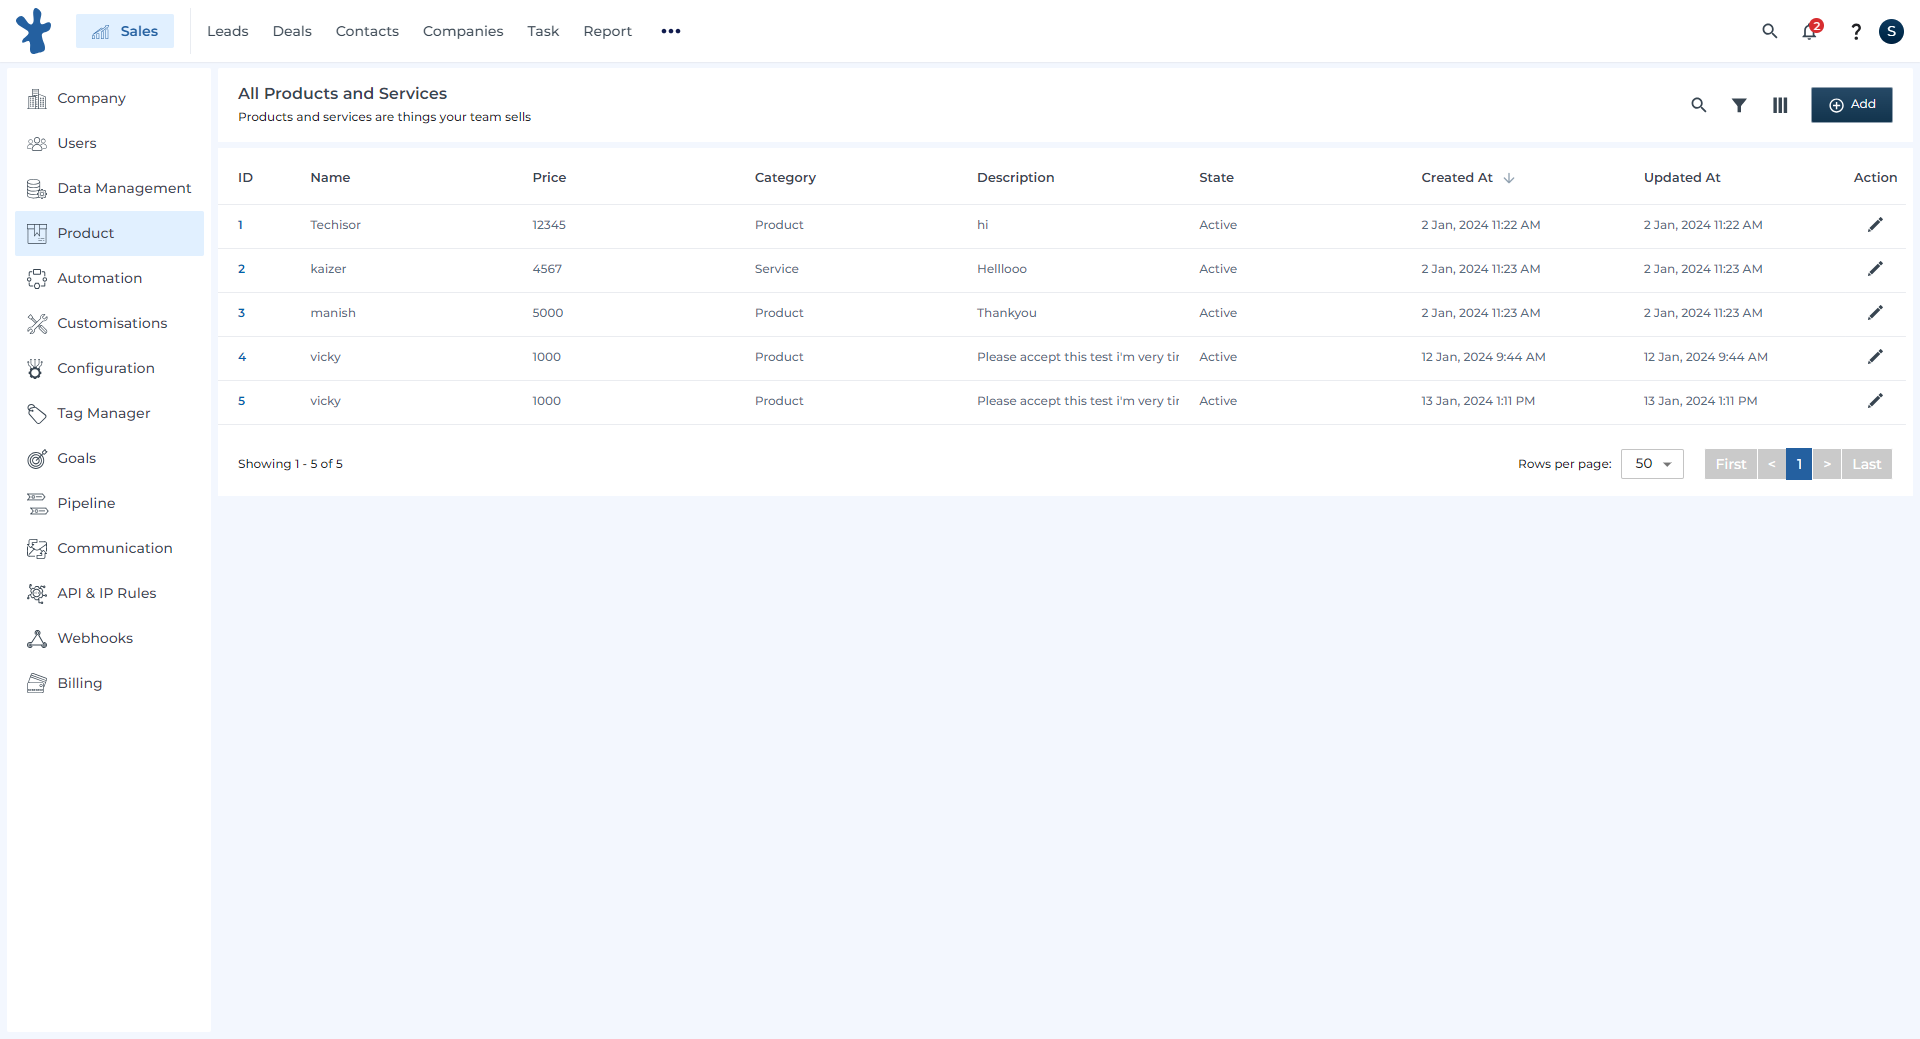 Sales
Leads
Deals
Contacts
Companies
Task
Report
2
?
S
Company
Users
Data Management
Product
Automation
Customisations
Configuration
Tag Manager
Goals
Pipeline
Communication
API & IP Rules
Webhooks
Billing
All Products and Services
Products and services are things your team sells
Add
ID Name Price Category Description State Created At Updated At Action
1 Techisor 12345 Product hi Active 2 Jan, 2024 11:22 AM 2 Jan, 2024 11:22 AM
2 kaizer 4567 Service Helllooo Active 2 Jan, 2024 11:23 AM 2 Jan, 2024 11:23 AM
3 manish 5000 Product Thankyou Active 2 Jan, 2024 11:23 AM 2 Jan, 2024 11:23 AM
4 vicky 1000 Product Please accept this test i'm very tir Active 12 Jan, 2024 9:44 AM 12 Jan, 2024 9:44 AM
5 vicky 1000 Product Please accept this test i'm very tir Active 13 Jan, 2024 1:11 PM 13 Jan, 2024 1:11 PM
Showing 1 - 5 of 5
Rows per page: 50
First < 1 > Last